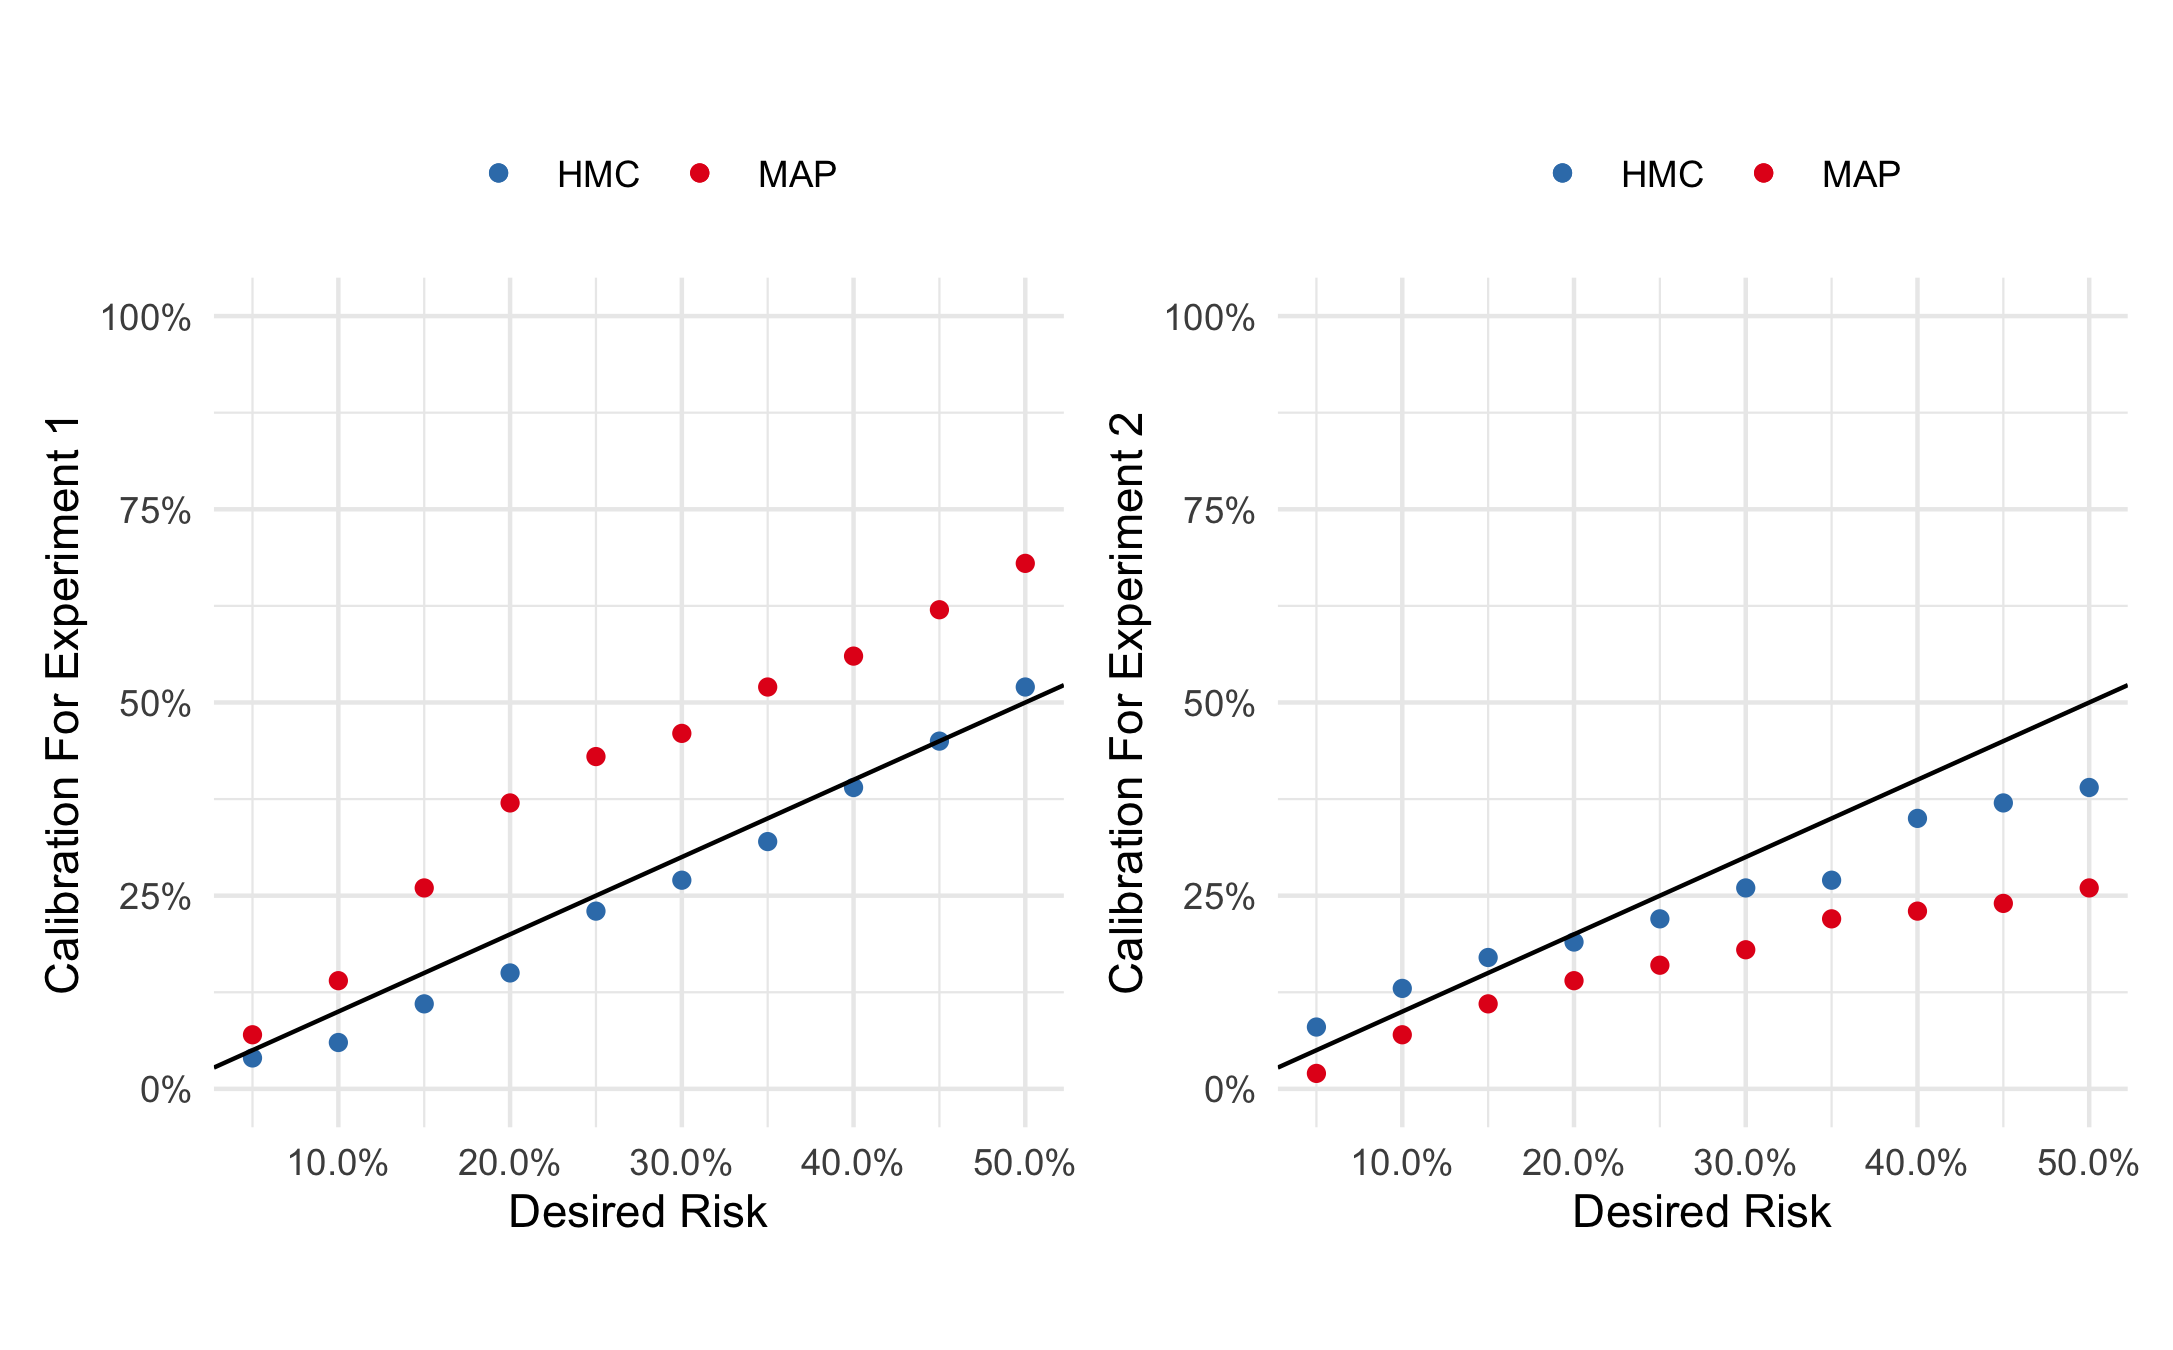 HMC MAP
Calibration For Experiment 1
100%
75%
50%
25%
0%
10.0% 20.0% 30.0% 40.0% 50.0%
Desired Risk
HMC MAP
Calibration For Experiment 2
100%
75%
50%
25%
0%
10.0% 20.0% 30.0% 40.0% 50.0%
Desired Risk